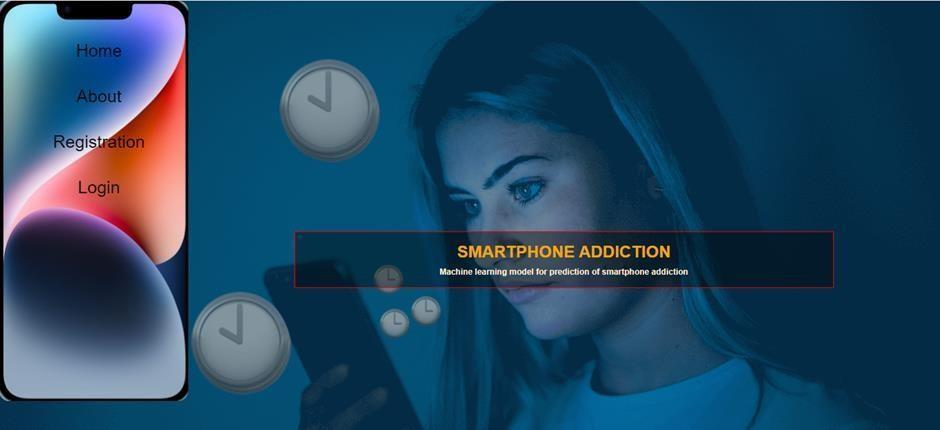 Home
About
Registration
Login
SMARTPHONE ADDICTION
Machine learning model for prediction of smartphone addiction